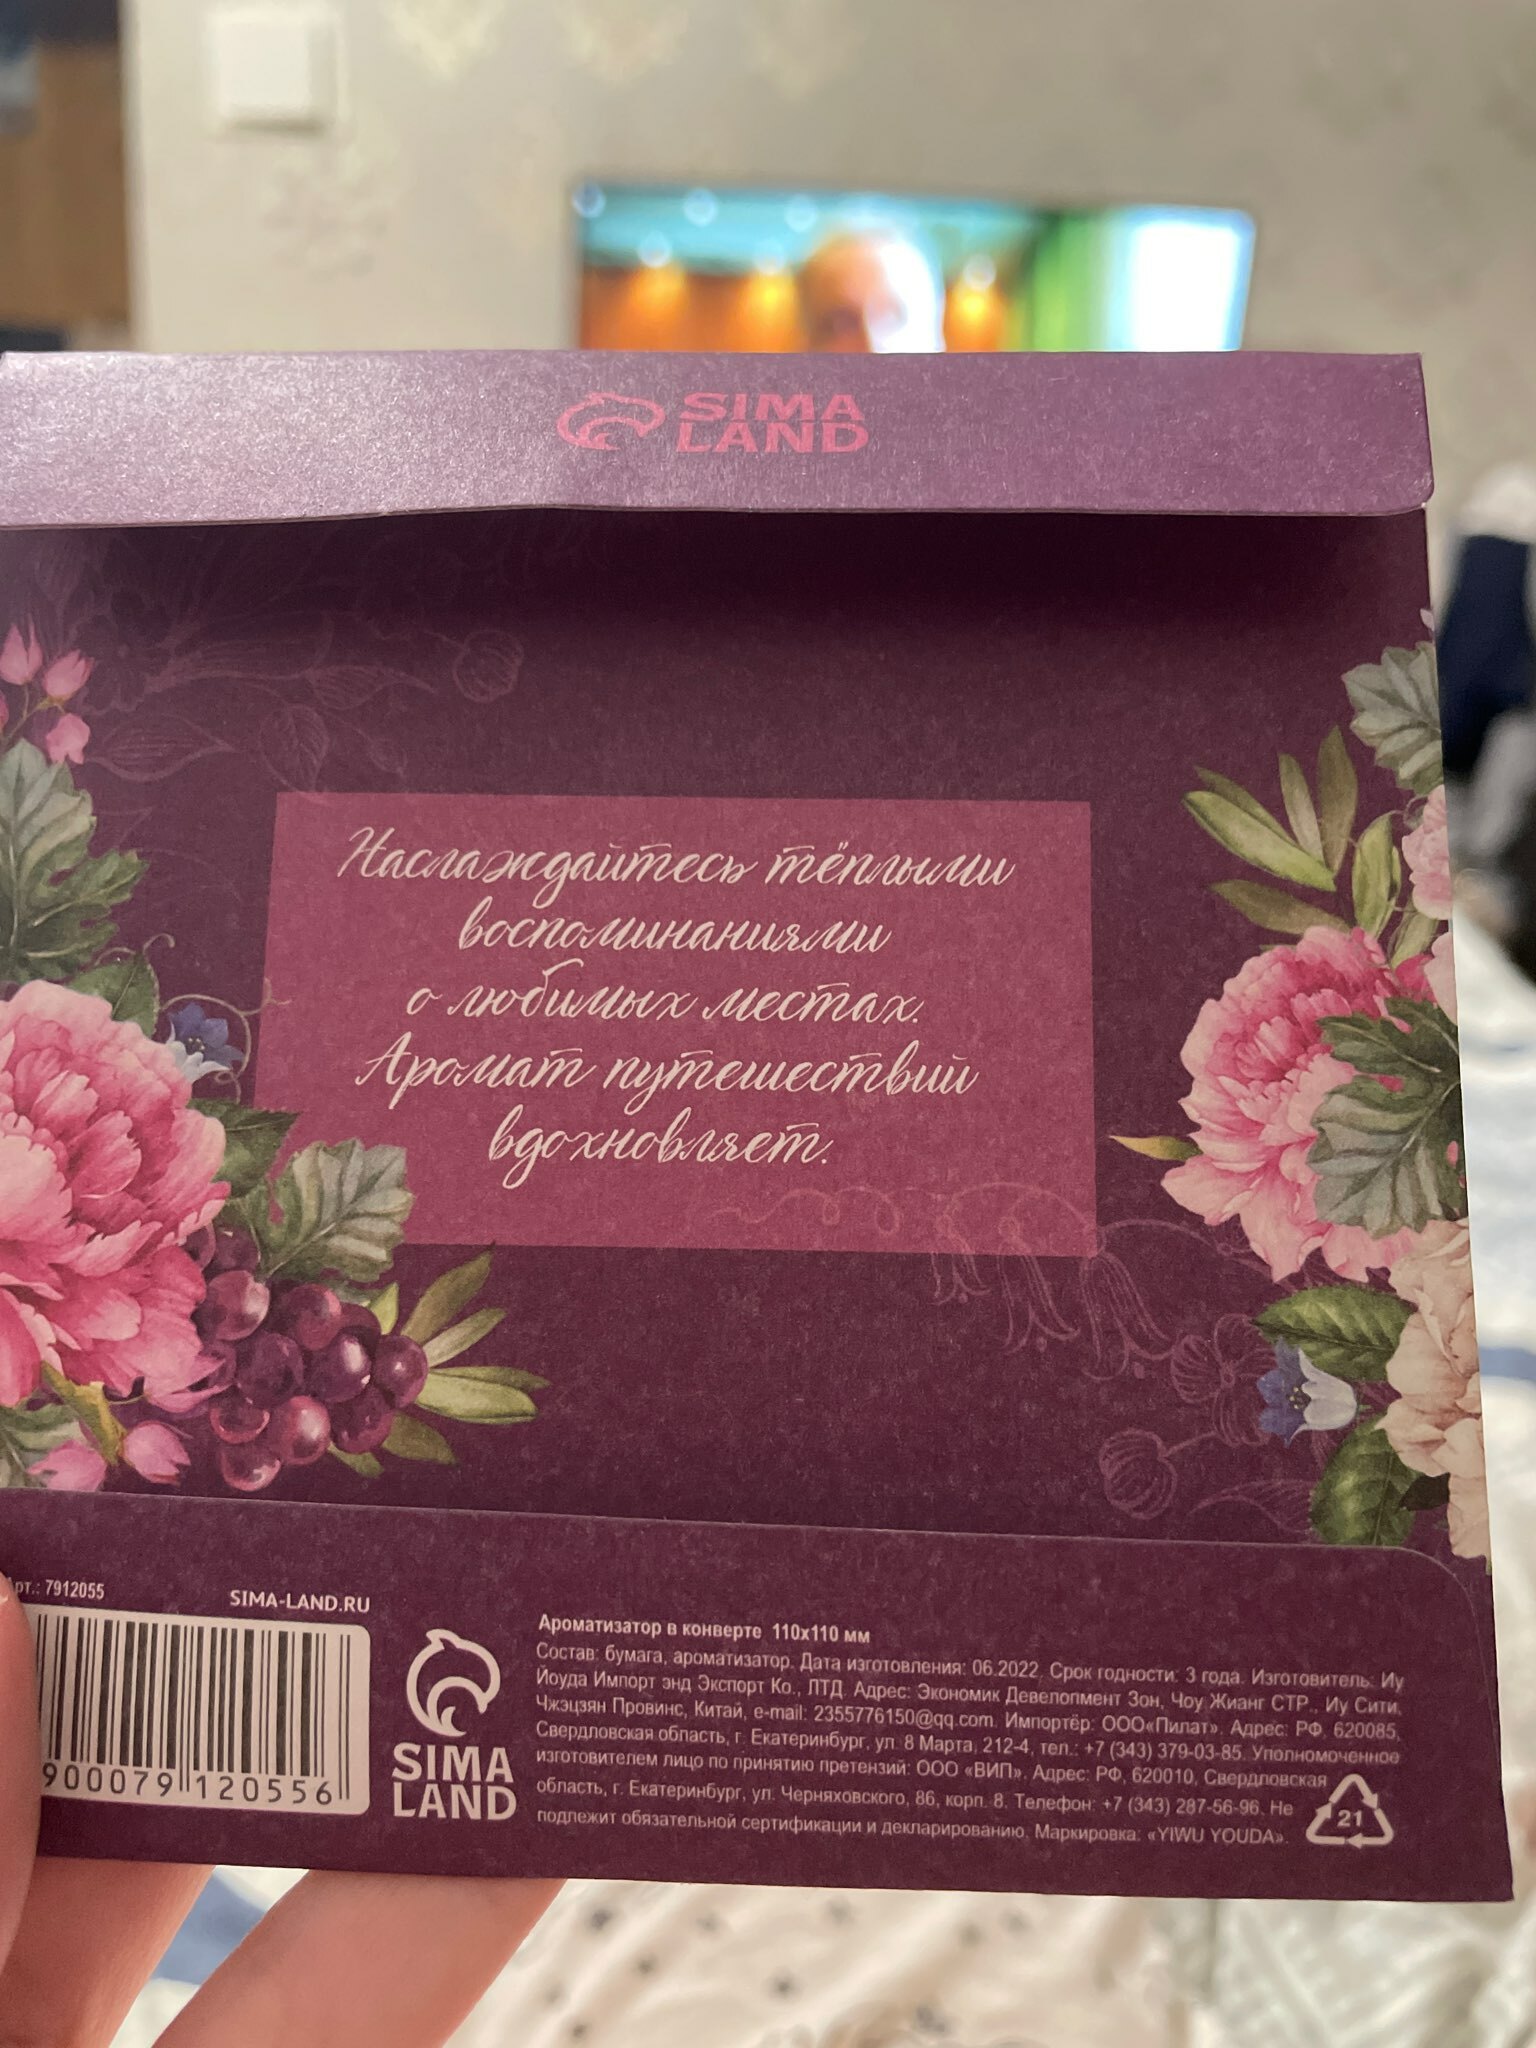 SIMA
LAND
Наслаждайтесь тёплыми
воспоминаниями
о любимых местах.
Аромат путешествий
вдохновляет.
Арт.: 7912055
SIMA-LAND.RU
900079 120556
SIMA
LAND
Ароматизатор в конверте 110х110 мм
Состав: бумага, ароматизатор. Дата изготовления: 06.2022. Срок годности: 3 года. Изготовитель: Иу
Йоуда Импорт энд Экспорт Ко., ЛТД. Адрес: Экономик Девелопмент Зон, Чоу Жианг СТР., Иу Сити,
Чжэцзян Провинс, Китай, e-mail: 2355776150@qq.com. Импортёр: ООО«Пилат». Адрес: РФ, 620085,
Свердловская область, г. Екатеринбург, ул. 8 Марта, 212-4, тел.: +7 (343) 379-03-85. Уполномоченное
изготовителем лицо по принятию претензий: ООО «ВИП». Адрес: РФ, 620010, Свердловская
область, г. Екатеринбург, ул. Черняховского, 86, корп. 8. Телефон: +7 (343) 287-56-96. Не
подлежит обязательной сертификации и декларированию. Маркировка: «YIWU YOUDA».
21